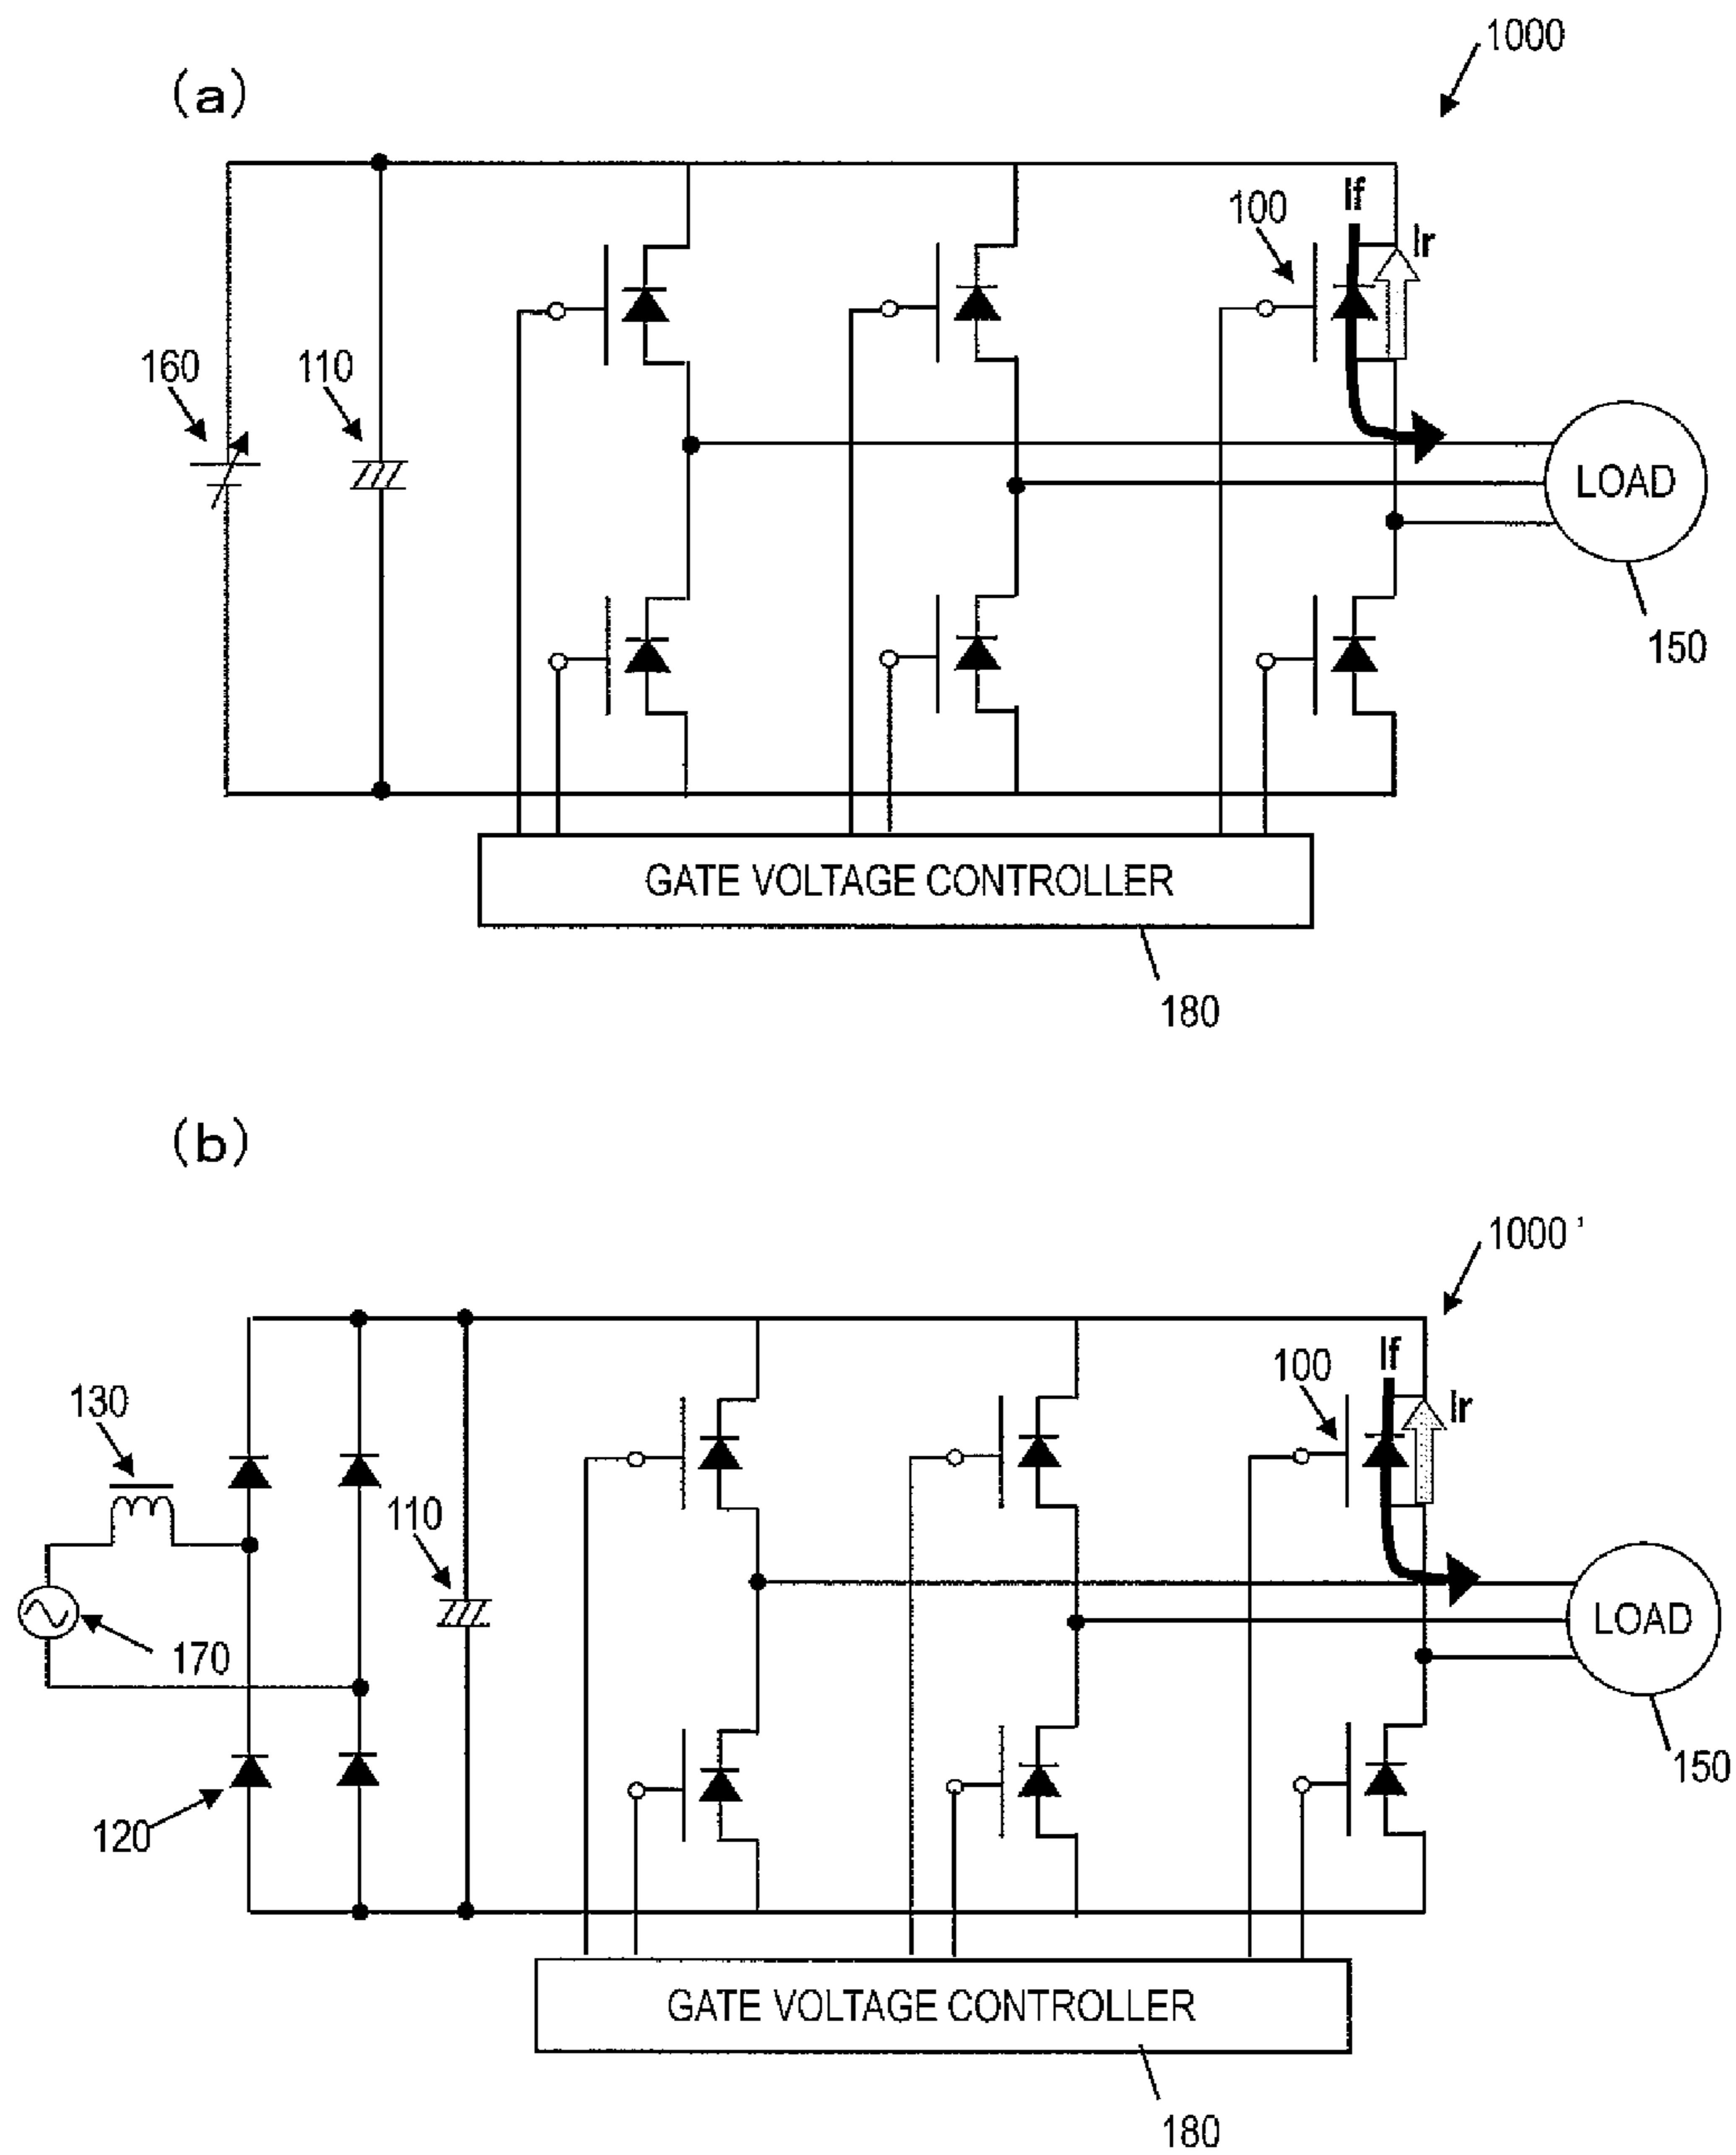 1000
(a)
If
100
Ir
160
110
LOAD
150
GATE VOLTAGE CONTROLLER
180
(b)
1000'
If
100
Ir
130
110
170
LOAD
150
120
GATE VOLTAGE CONTROLLER
180